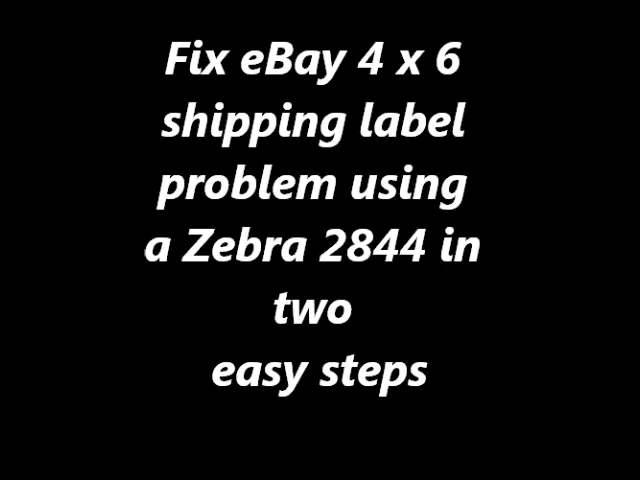 Fix eBay 4 x 6
shipping label
problem using
a Zebra 2844 in
two
easy steps